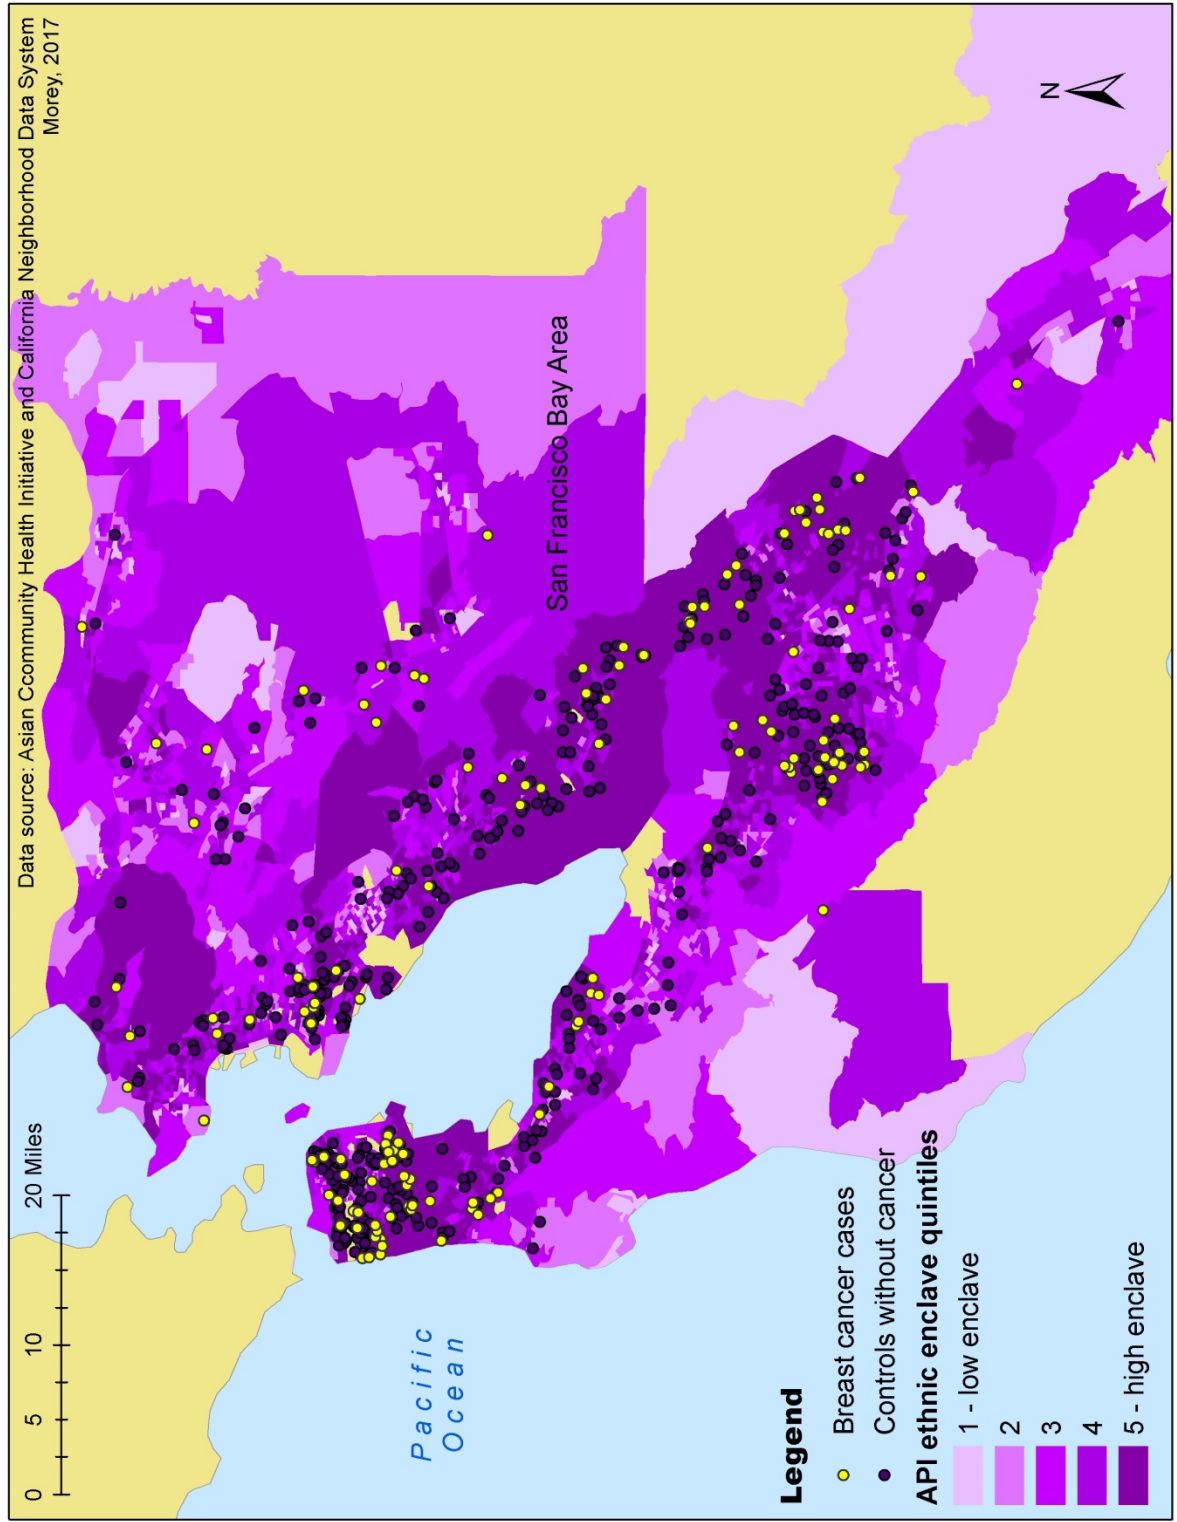 Data source: Asian Community Health Initiative and California Neighborhood Data System
Morey, 2017
0 5 10 20 Miles
N
San Francisco Bay Area
Pacific
Ocean
Legend
Breast cancer cases
Controls without cancer
API ethnic enclave quintiles
1 - low enclave
2
3
4
5 - high enclave